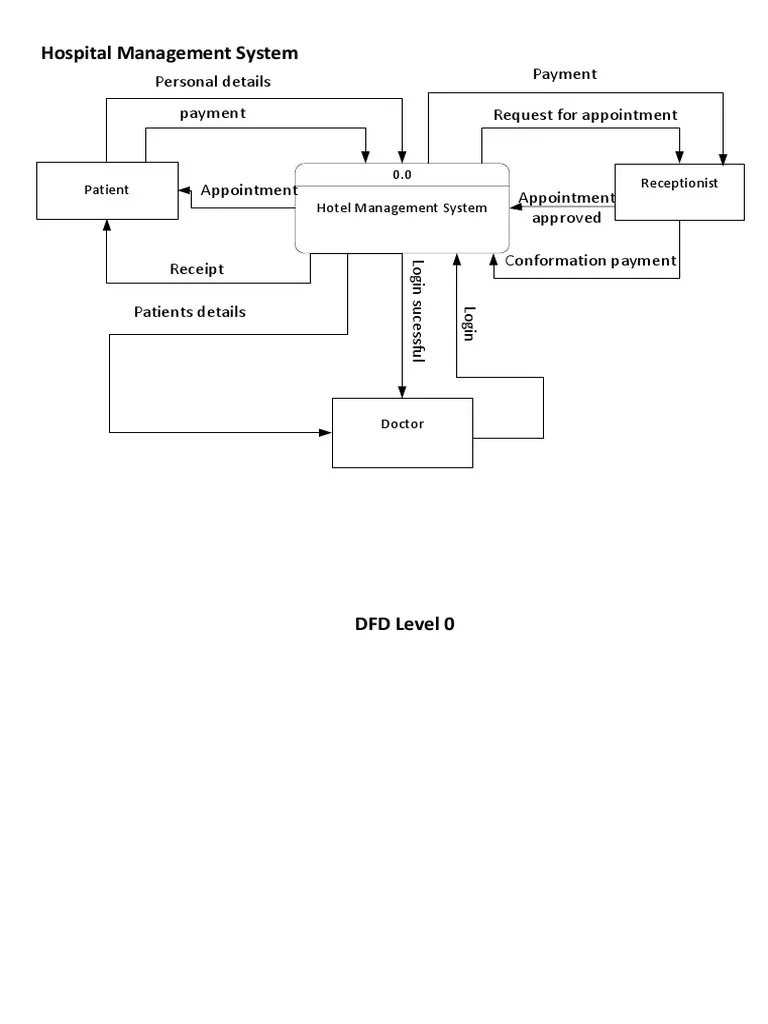 Hospital Management System
Personal details
Payment
payment
Request for appointment
0.0
Patient
Appointment
Hotel Management System
Receptionist
Appointment
approved
Receipt
Conformation payment
Login sucessful
Login
Patients details
Doctor
DFD Level 0